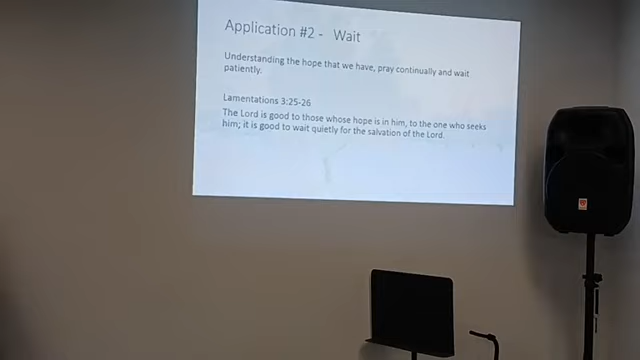 Application #2 - Wait
Understanding the hope that we have, pray continually and wait
patiently.
Lamentations 3:25-26
The Lord is good to those whose hope is in him, to the one who seeks
him; it is good to wait quietly for the salvation of the Lord.